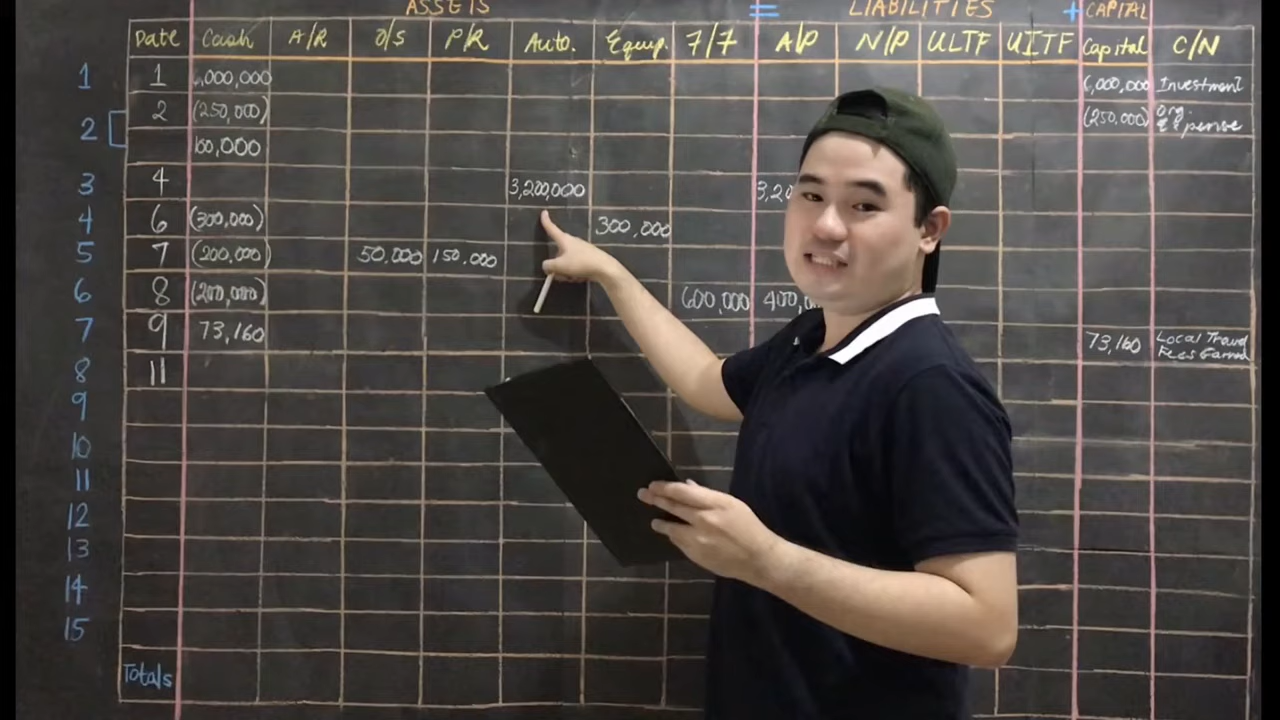 ASSETS = LIABILITIES + CAPITAL
Date Cash A/R O/S P/R Auto. Equip. 7/7 A/P N/P ULTF UITF Capital C/N
1 1 ,000,000 ,000,000 Investment
2 2 (250,000) (250,000) Org. Expense
150,000
3 4 3,200,000 3,20
4 6 (300,000) 300,000
5 7 (200,000) 50,000 150,000
6 8 (200,000) 600,000 400,0
7 9 73,160 73,160 Local Travel Fees Earned
8 11
9
10
11
12
13
14
15
Totals